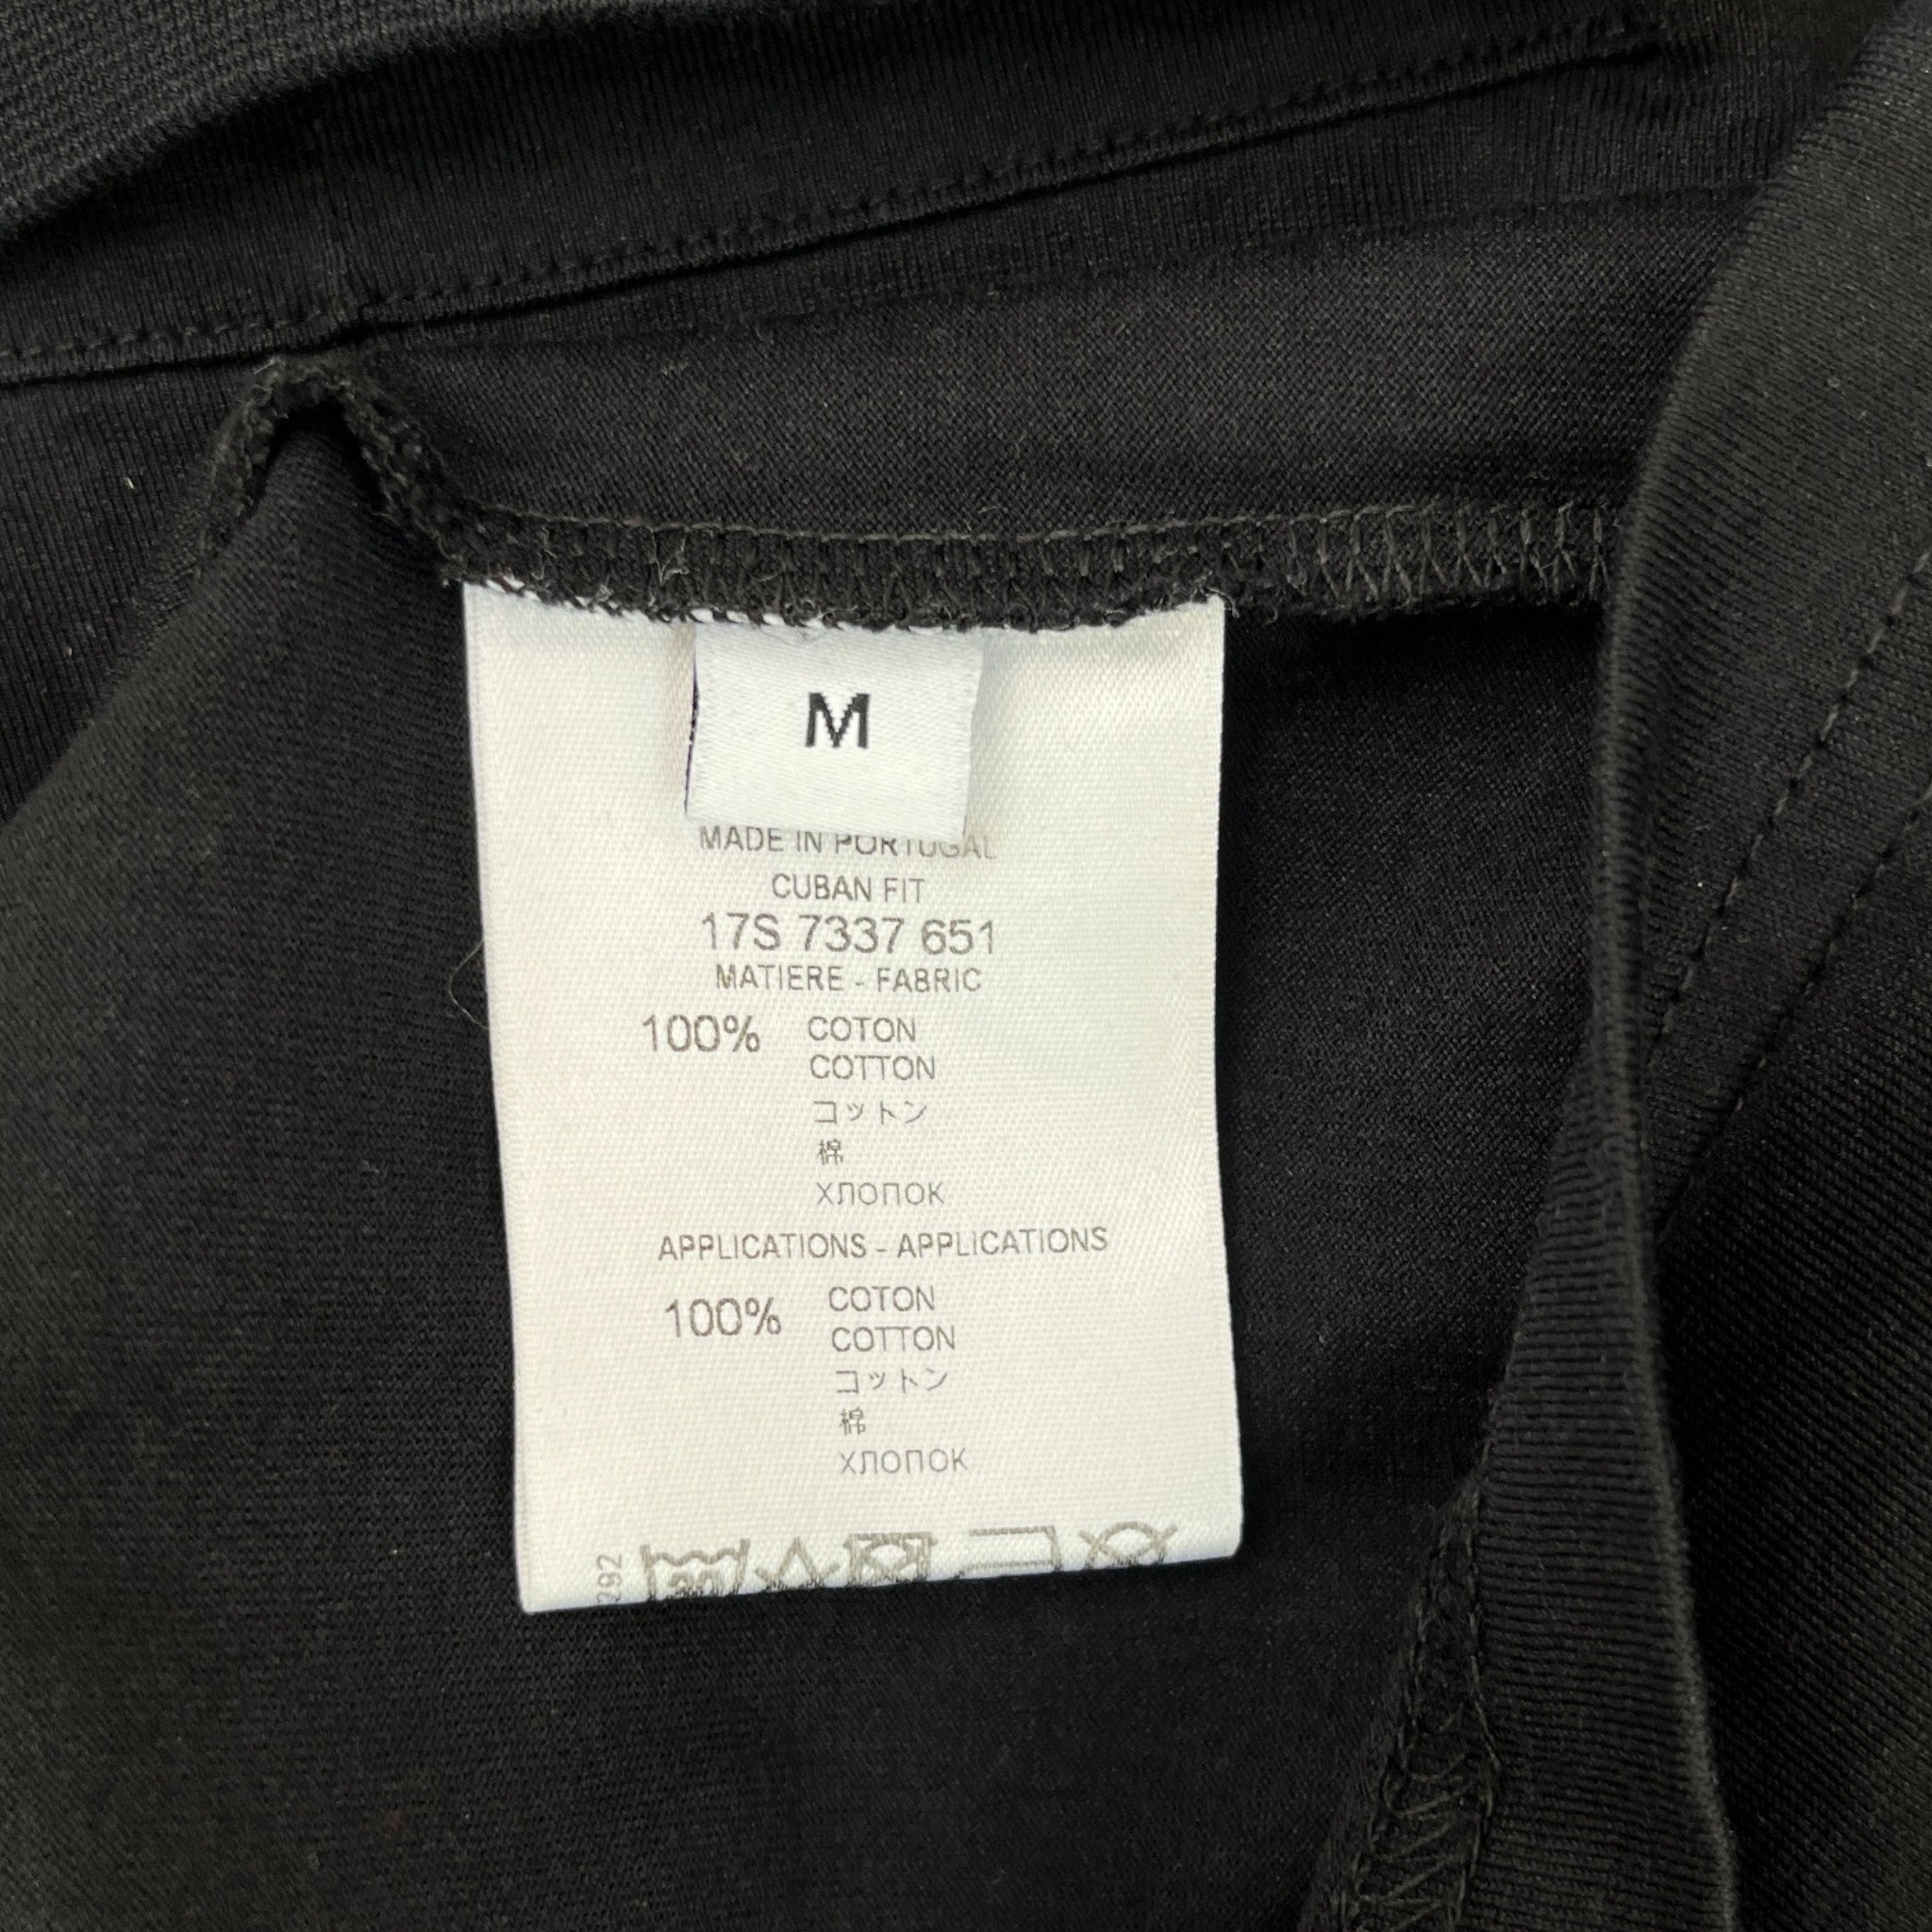 M
MADE IN PORTUGAL
CUBAN FIT
17S 7337 651
MATIERE - FABRIC
100% COTON
COTTON
コットン
棉
ХЛОПОК
APPLICATIONS - APPLICATIONS
100% COTON
COTTON
コットン
棉
ХЛОПОК
30